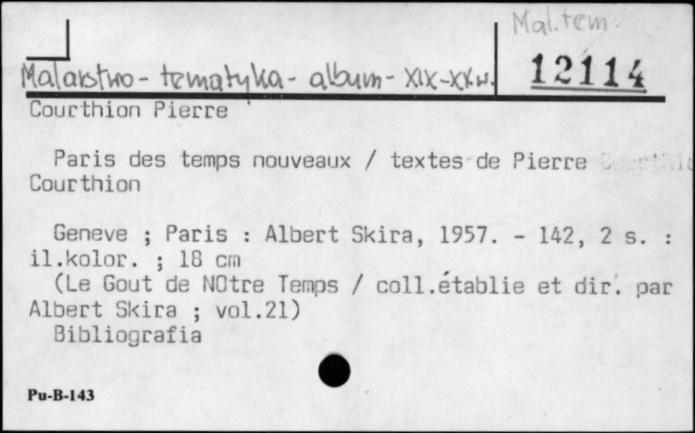 Mal.tem.
Malarstwo - tematyka - album - XIX-XX w.
12114
Courthion Pierre
Paris des temps nouveaux / textes de Pierre
Courthion
Geneve ; Paris : Albert Skira, 1957. - 142, 2 s. :
il.kolor. ; 18 cm
(Le Gout de NOtre Temps / coll.établie et dir. par
Albert Skira ; vol.21)
Bibliografia
Pu-B-143